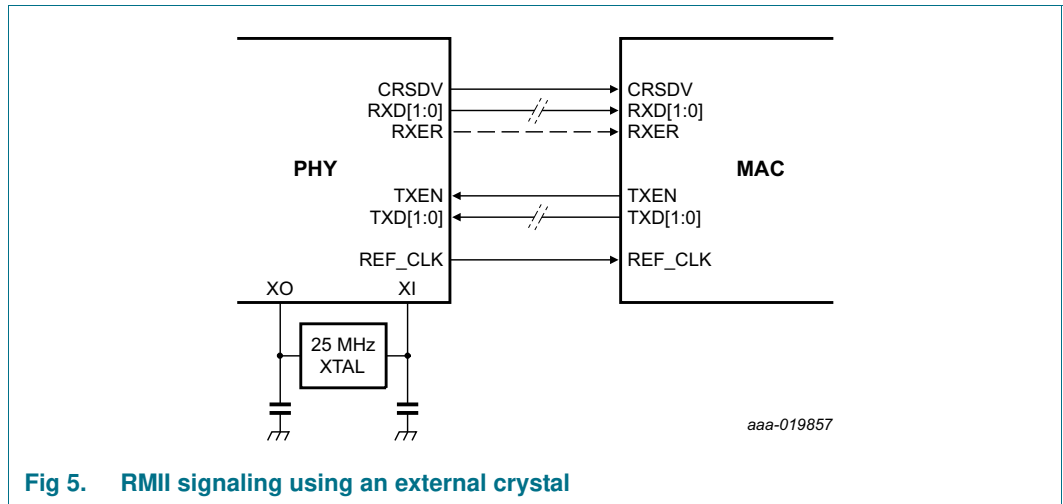 CRSDV CRSDV
RXD[1:0] RXD[1:0]
RXER RXER
PHY MAC
TXEN TXEN
TXD[1:0] TXD[1:0]
REF_CLK REF_CLK
XO XI
25 MHz
XTAL
aaa-019857
Fig 5. RMII signaling using an external crystal